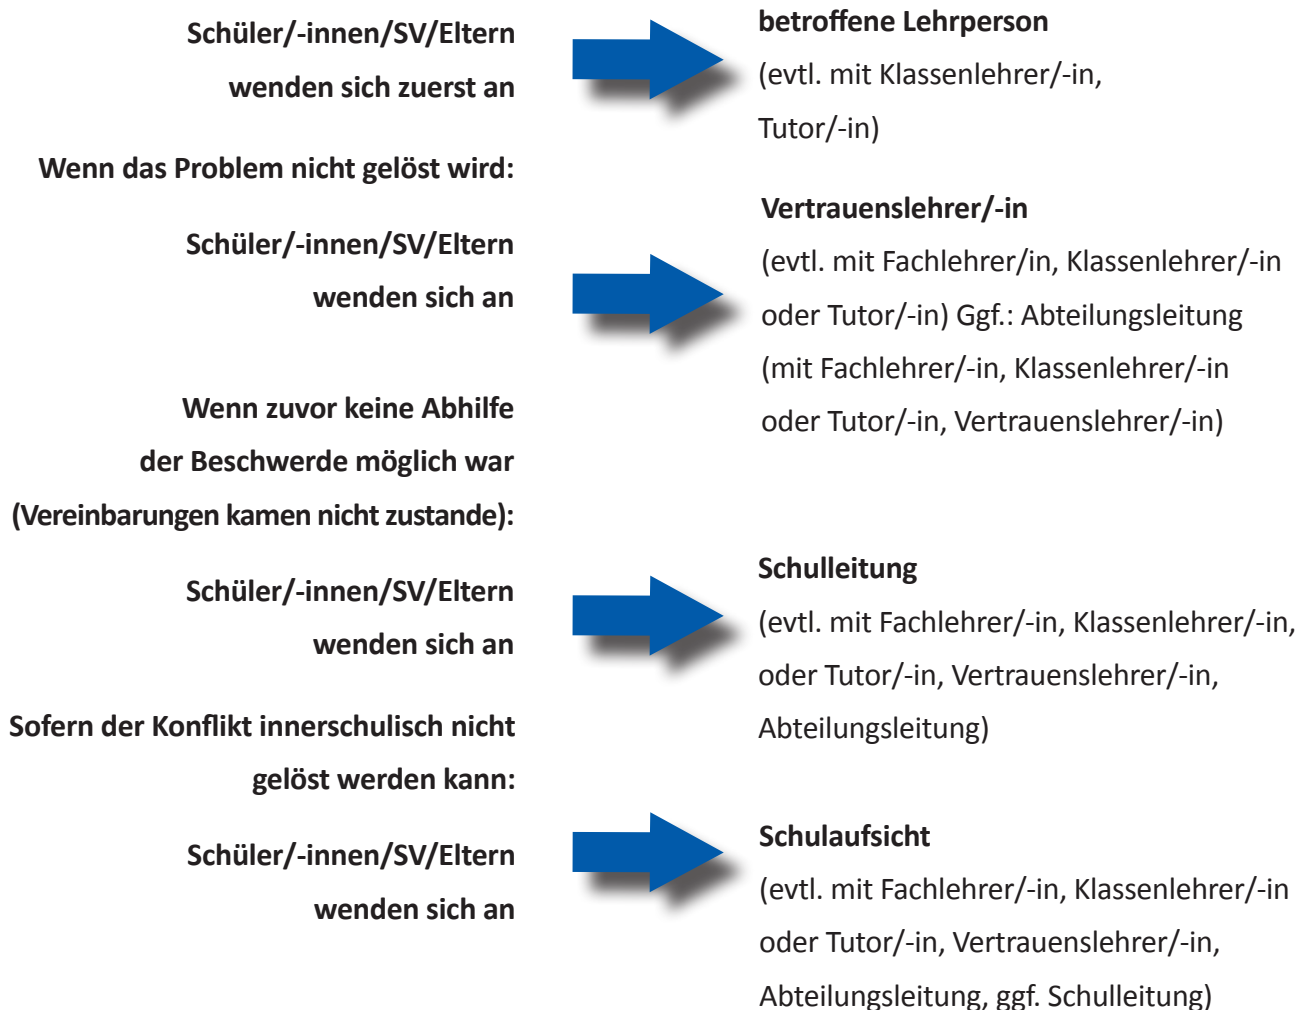 Schüler/-innen/SV/Eltern
wenden sich zuerst an
betroffene Lehrperson
(evtl. mit Klassenlehrer/-in,
Tutor/-in)
Wenn das Problem nicht gelöst wird:
Schüler/-innen/SV/Eltern
wenden sich an
Vertrauenslehrer/-in
(evtl. mit Fachlehrer/in, Klassenlehrer/-in
oder Tutor/-in) Ggf.: Abteilungsleitung
(mit Fachlehrer/-in, Klassenlehrer/-in
oder Tutor/-in, Vertrauenslehrer/-in)
Wenn zuvor keine Abhilfe
der Beschwerde möglich war
(Vereinbarungen kamen nicht zustande):
Schüler/-innen/SV/Eltern
wenden sich an
Schulleitung
(evtl. mit Fachlehrer/-in, Klassenlehrer/-in,
oder Tutor/-in, Vertrauenslehrer/-in,
Abteilungsleitung)
Sofern der Konflikt innerschulisch nicht
gelöst werden kann:
Schüler/-innen/SV/Eltern
wenden sich an
Schulaufsicht
(evtl. mit Fachlehrer/-in, Klassenlehrer/-in
oder Tutor/-in, Vertrauenslehrer/-in,
Abteilungsleitung, ggf. Schulleitung)